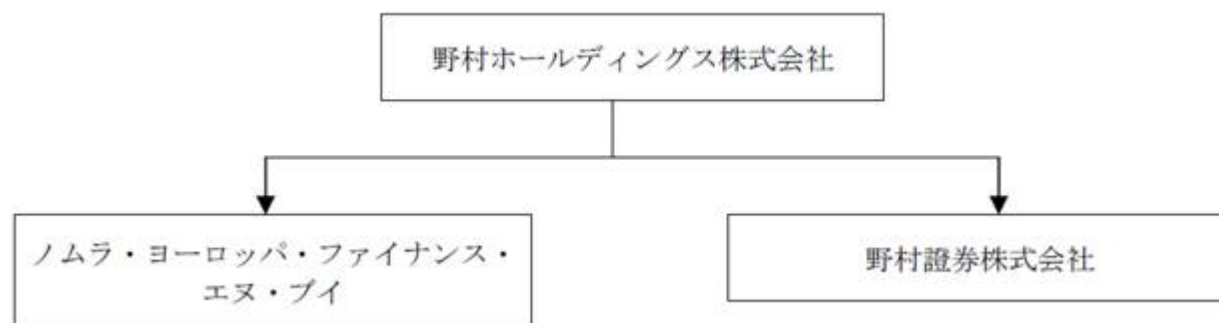 野村ホールディングス株式会社
ノムラ・ヨーロッパ・ファイナンス・
エヌ・ブイ
野村證券株式会社